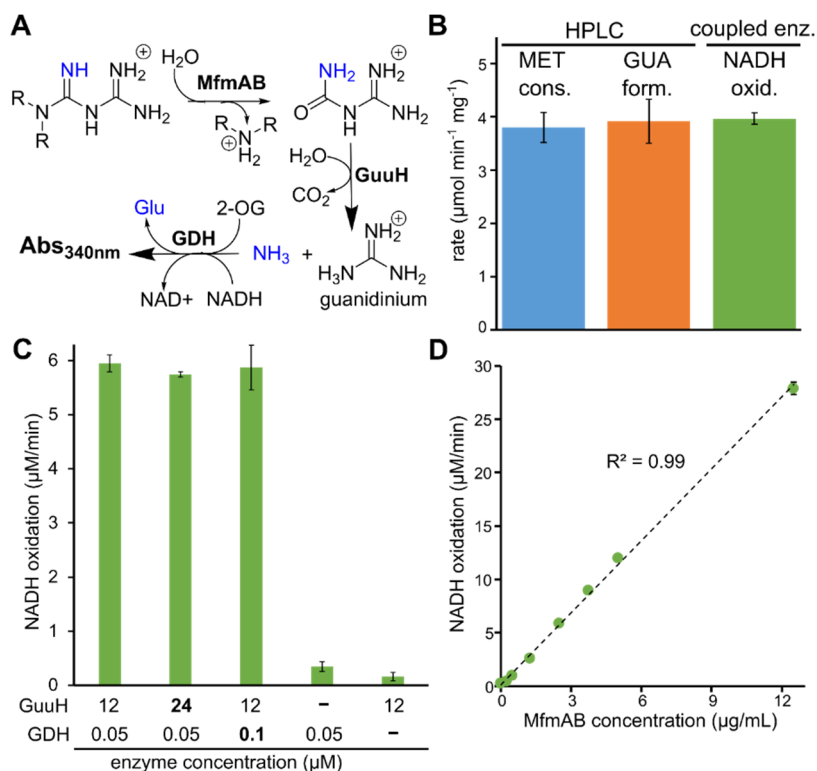 A
NH
NH₂
⊕
R
N
R
N
H
NH₂
H₂O
MfmAB
R
N
⊕
H₂
R
NH₂
O
N
H
NH₂
⊕
NH₂
H₂O
GuuH
CO₂
Glu
2-OG
GDH
Abs340nm
NH₃ +
NAD+ NADH
NH₂
⊕
H₃N
NH₂
guanidinium
B
HPLC
coupled enz.
MET GUA NADH
cons. form. oxid.
rate (µmol min⁻¹ mg⁻¹)
5
4
3
2
1
0
C
NADH oxidation (µM/min)
6
5
4
3
2
1
0
GuuH 12 24 12 – 12
GDH 0.05 0.05 0.1 0.05 –
enzyme concentration (µM)
D
NADH oxidation (µM/min)
30
25
20
15
10
5
0
R² = 0.99
0 3 6 9 12
MfmAB concentration (µg/mL)